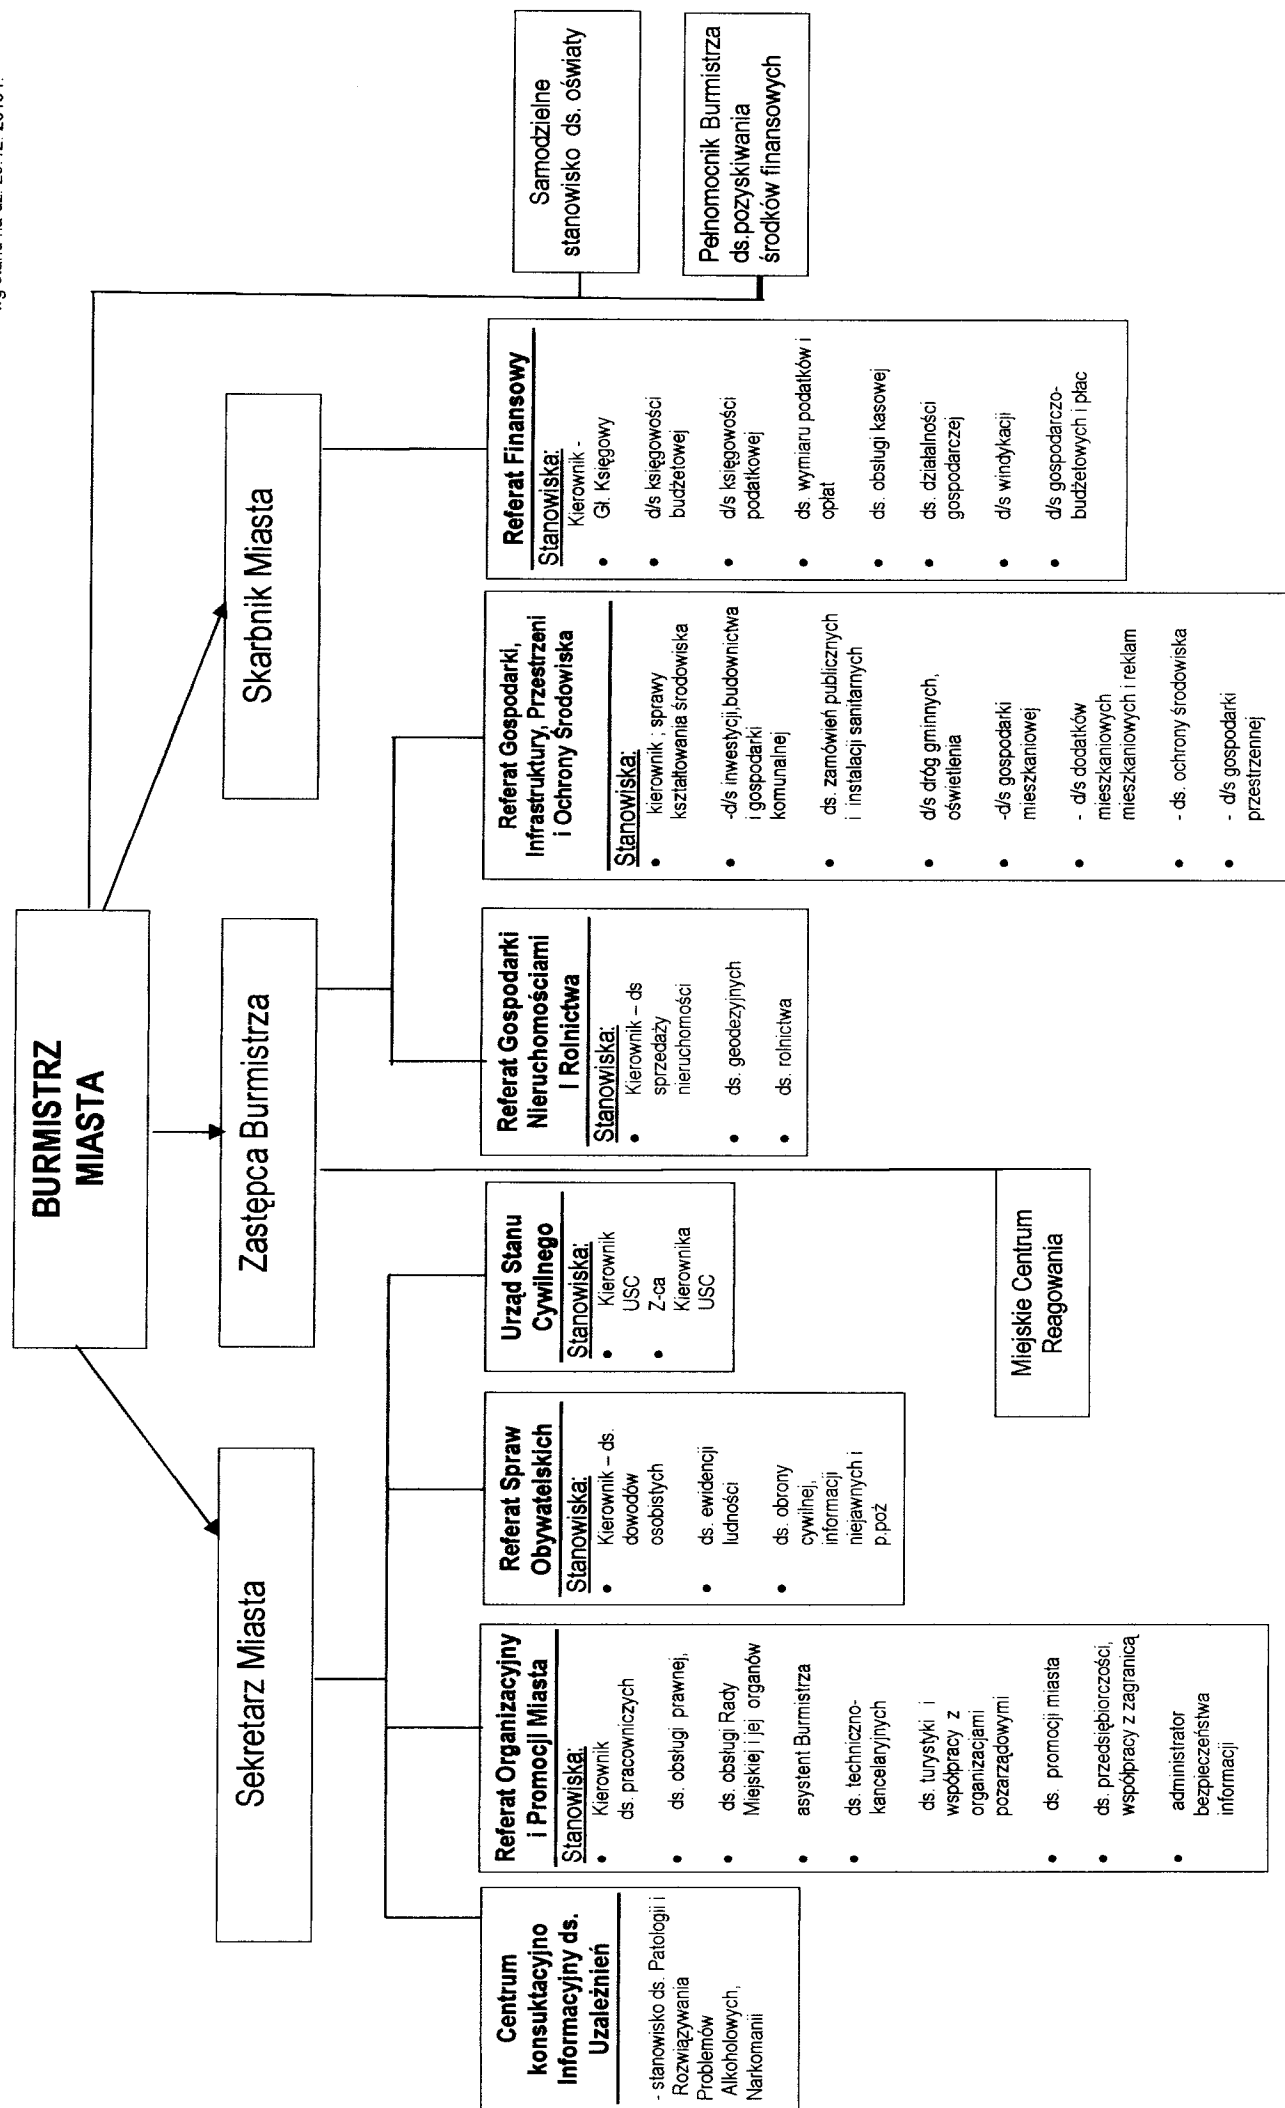 BURMISTRZ
MIASTA
Sekretarz Miasta
Zastępca Burmistrza
Skarbnik Miasta
Samodzielne
stanowisko ds. oświaty
Pełnomocnik Burmistrza
ds.pozyskiwania
środków finansowych
Centrum
konsuktacyjno
Informacyjny ds.
Uzależnień
- stanowisko ds. Patologii i
Rozwiązywania
Problemów
Alkoholowych,
Narkomanii
Referat Organizacyjny
i Promocji Miasta
Stanowiska:
• Kierownik
ds. pracowniczych
• ds. obsługi prawnej,
• ds. obsługi Rady
Miejskiej i jej organów
• asystent Burmistrza
• ds. techniczno-
kancelaryjnych
ds. turystyki i
współpracy z
organizacjami
pozarządowymi
• ds. promocji miasta
• ds. przedsiębiorczości,
współpracy z zagranicą
• administrator
bezpieczeństwa
informacji
Referat Spraw
Obywatelskich
Stanowiska:
• Kierownik – ds.
dowodów
osobistych
• ds. ewidencji
ludności
• ds. obrony
cywilnej,
informacji
niejawnych i
p.poż
Urząd Stanu
Cywilnego
Stanowiska:
• Kierownik
USC
• Z-ca
Kierownika
USC
Miejskie Centrum
Reagowania
Referat Gospodarki
Nieruchomościami
I Rolnictwa
Stanowiska:
• Kierownik – ds
sprzedaży
nieruchomości
• ds. geodezyjnych
• ds. rolnictwa
Referat Gospodarki,
Infrastruktury, Przestrzeni
i Ochrony Środowiska
Stanowiska:
• kierownik ; sprawy
kształtowania środowiska
• -d/s inwestycji,budownictwa
i gospodarki
komunalnej
• ds. zamówień publicznych
i instalacji sanitarnych
• d/s dróg gminnych,
oświetlenia
• -d/s gospodarki
mieszkaniowej
• - d/s dodatków
mieszkaniowych
mieszkaniowych i reklam
• - ds. ochrony środowiska
• - d/s gospodarki
przestrzennej
Referat Finansowy
Stanowiska:
Kierownik -
• Gł. Księgowy
• d/s księgowości
budżetowej
• d/s księgowości
podatkowej
• ds. wymiaru podatków i
opłat
• ds. obsługi kasowej
• ds. działalności
gospodarczej
• d/s windykacji
• d/s gospodarczo-
budżetowych i płac